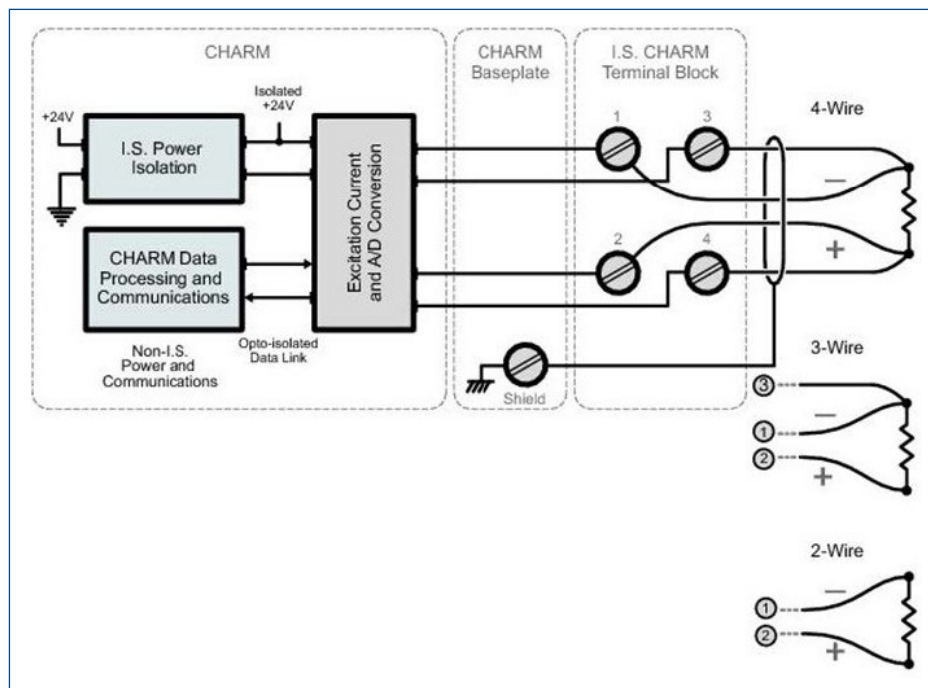 CHARM
CHARM
Baseplate
I.S. CHARM
Terminal Block
+24V
Isolated
+24V
I.S. Power
Isolation
CHARM Data
Processing and
Communications
Non-I.S.
Power and
Communications
Opto-isolated
Data Link
Excitation Current
and A/D Conversion
1
3
2
4
Shield
4-Wire
−
+
3-Wire
3
−
1
2
+
2-Wire
−
1
2
+